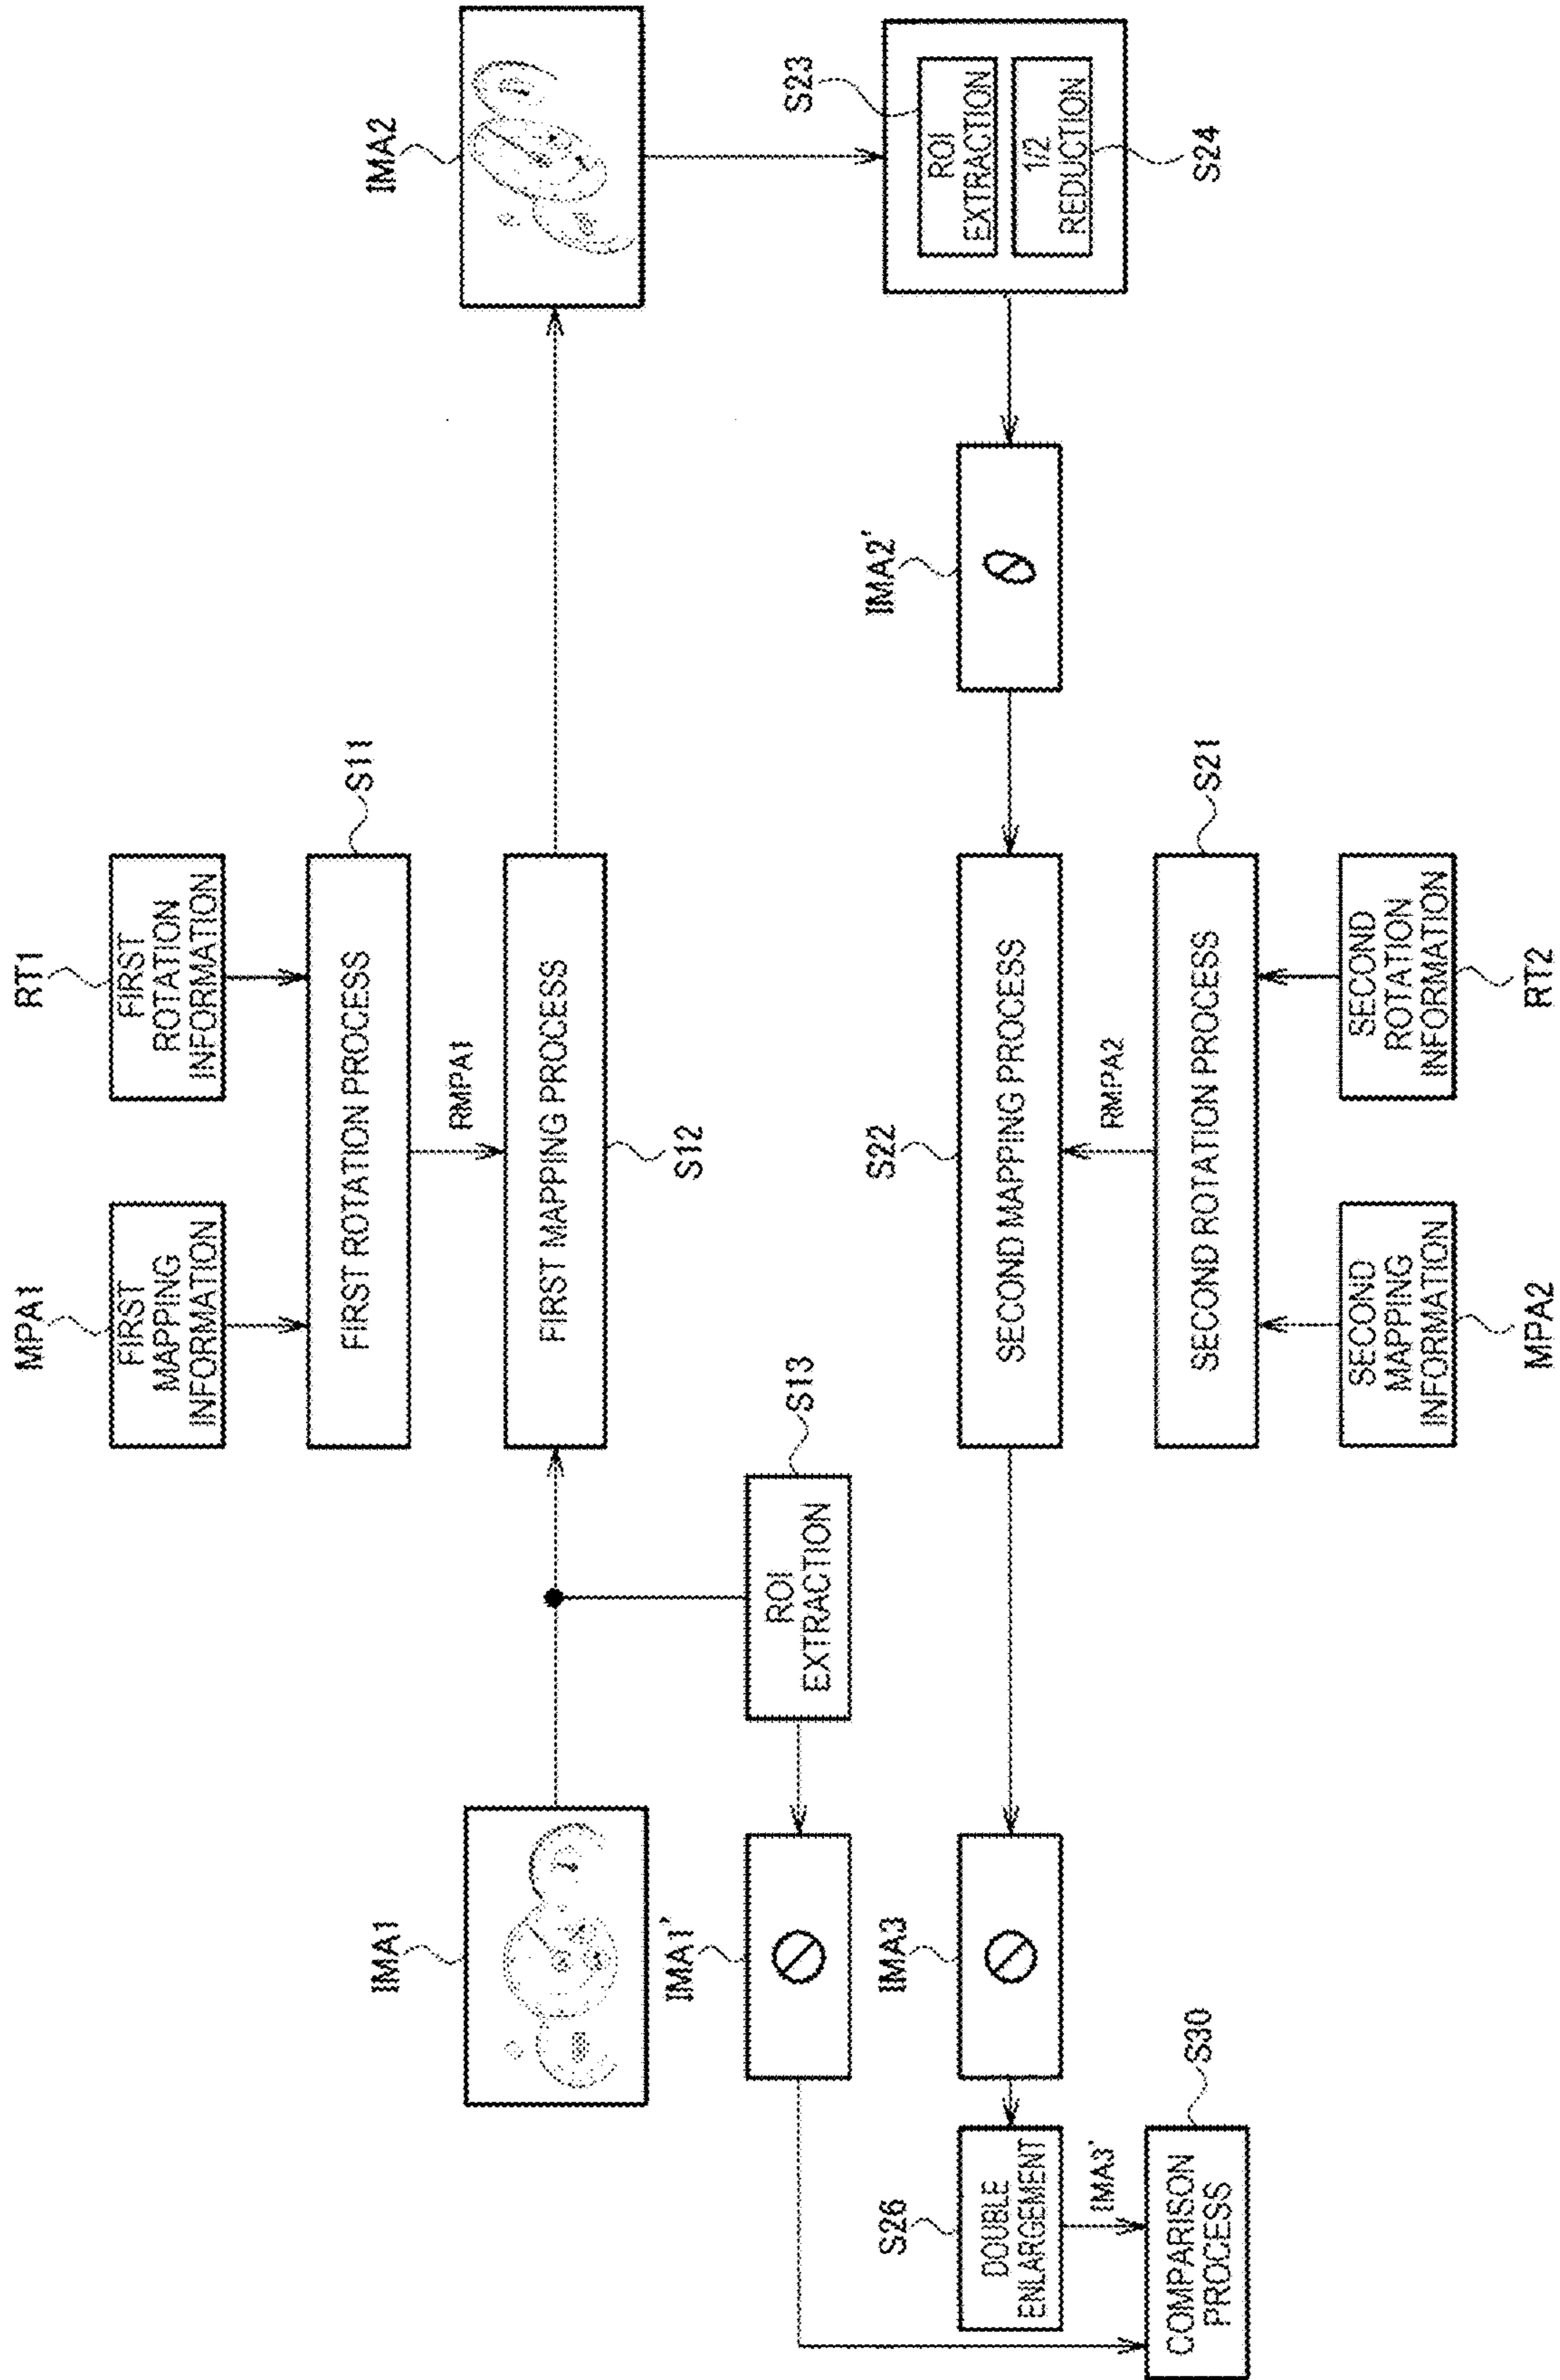 MPA1
FIRST
MAPPING
INFORMATION
RT1
FIRST
ROTATION
INFORMATION
FIRST ROTATION PROCESS
S11
RMPA1
IMA1
FIRST MAPPING PROCESS
S12
IMA2
IMA1'
ROI
EXTRACTION
S13
S23
ROI
EXTRACTION
1/2
REDUCTION
S24
IMA3
S22
SECOND MAPPING PROCESS
IMA2'
S26
DOUBLE
ENLARGEMENT
IMA3'
RMPA2
COMPARISON
PROCESS
S30
SECOND ROTATION PROCESS
S21
SECOND
MAPPING
INFORMATION
MPA2
SECOND
ROTATION
INFORMATION
RT2